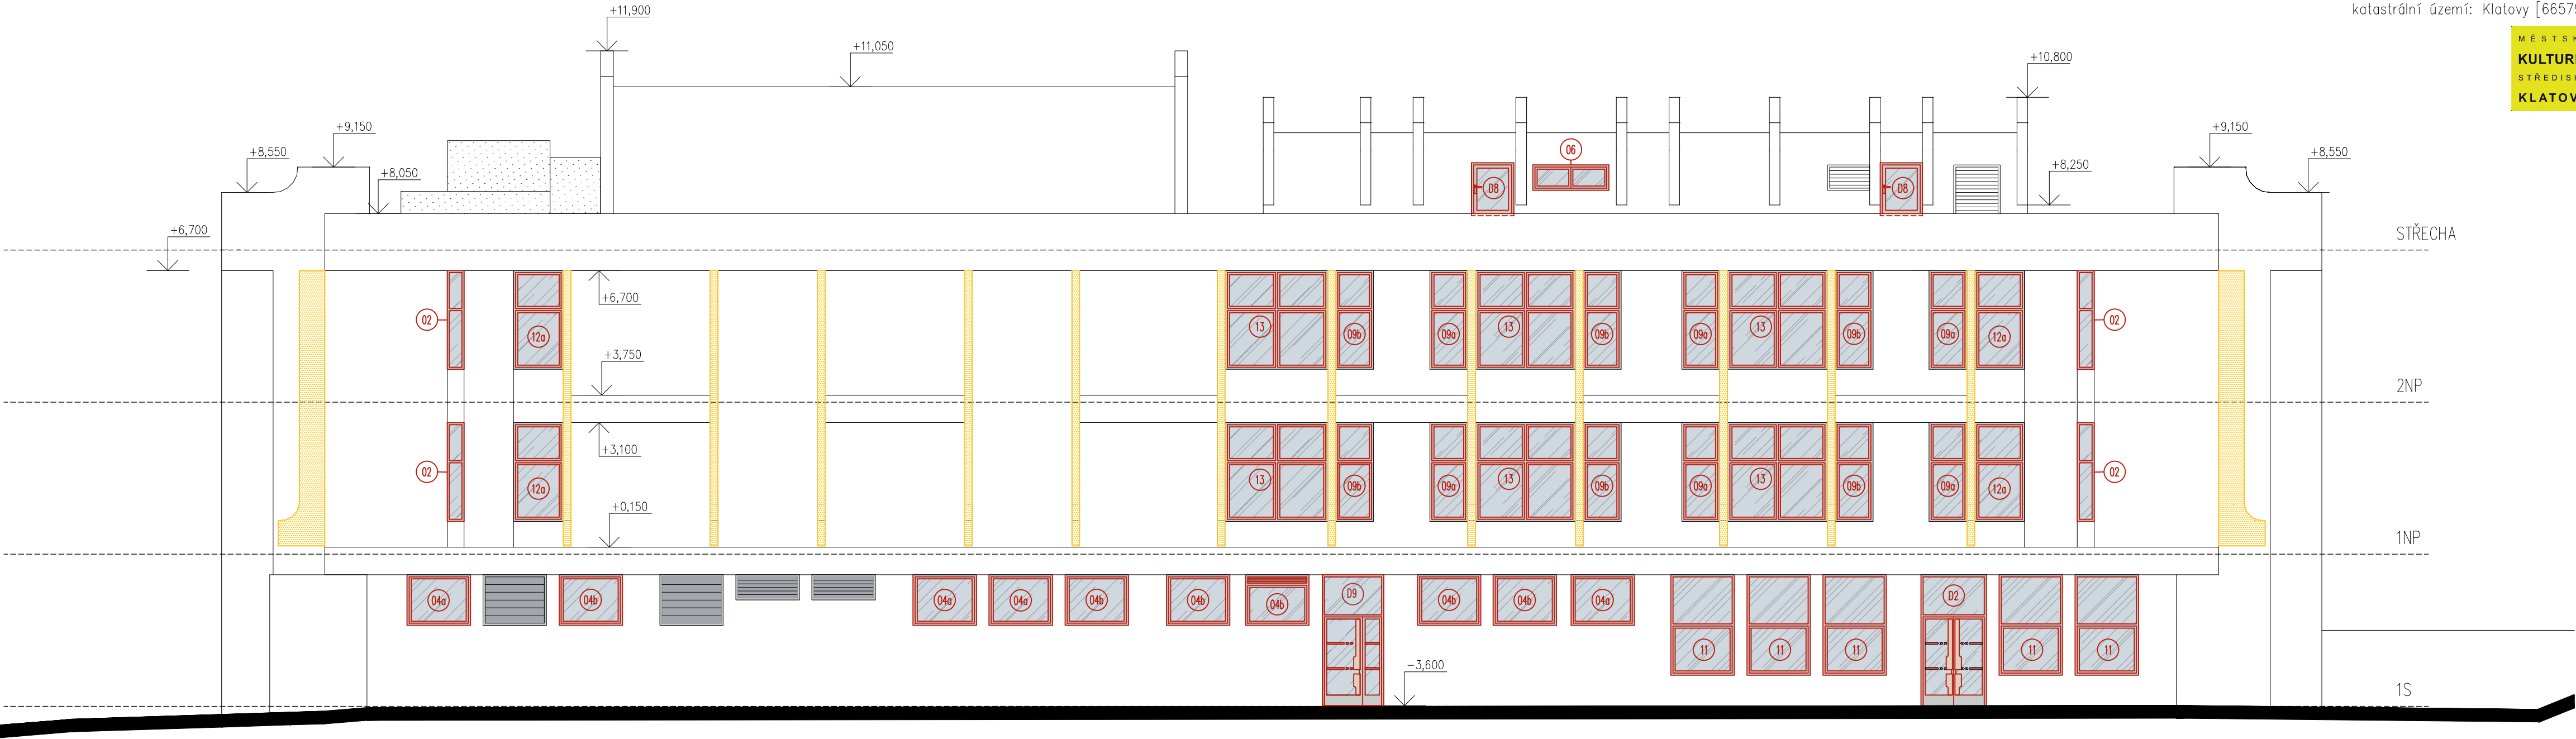 katastrální území: Klatovy [6657
MĚSTSK
KULTUR
STŘEDISK
KLATOV
+11,900
+11,050
+10,800
+9,150
+8,550
+8,050
06
D8
D8
+8,250
+9,150
+8,550
+6,700
STŘECHA
+6,700
02
12a
13
09b
09a
13
09b
09a
13
09b
09a
12a
02
+3,750
2NP
+3,100
02
12a
13
09b
09a
13
09b
09a
13
09b
09a
12a
02
+0,150
1NP
04a
04b
04a
04a
04b
04b
04b
D9
04b
04b
04a
11
11
11
D2
11
11
-3,600
1S